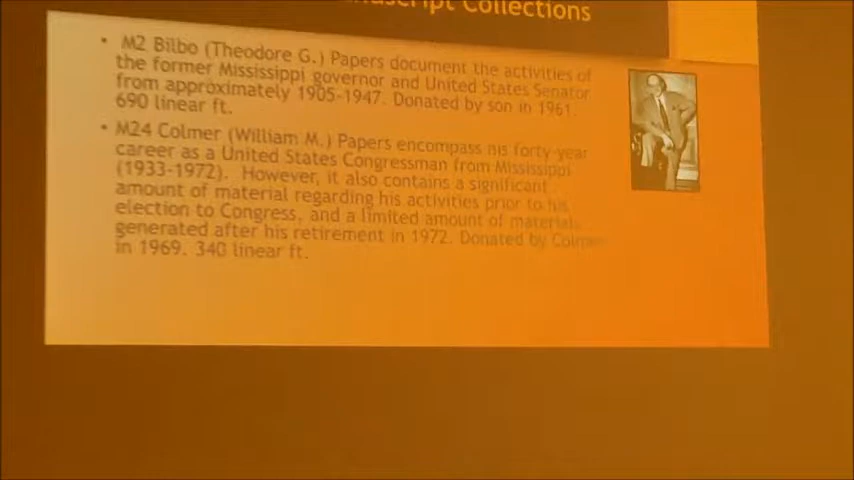 Manuscript Collections
• M2 Bilbo (Theodore G.) Papers document the activities of
the former Mississippi governor and United States Senator
from approximately 1905-1947. Donated by son in 1961.
690 linear ft.
• M24 Colmer (William M.) Papers encompass his forty-year
career as a United States Congressman from Mississippi
(1933-1972). However, it also contains a significant
amount of material regarding his activities prior to his
election to Congress, and a limited amount of materials
generated after his retirement in 1972. Donated by Colmer
in 1969. 340 linear ft.